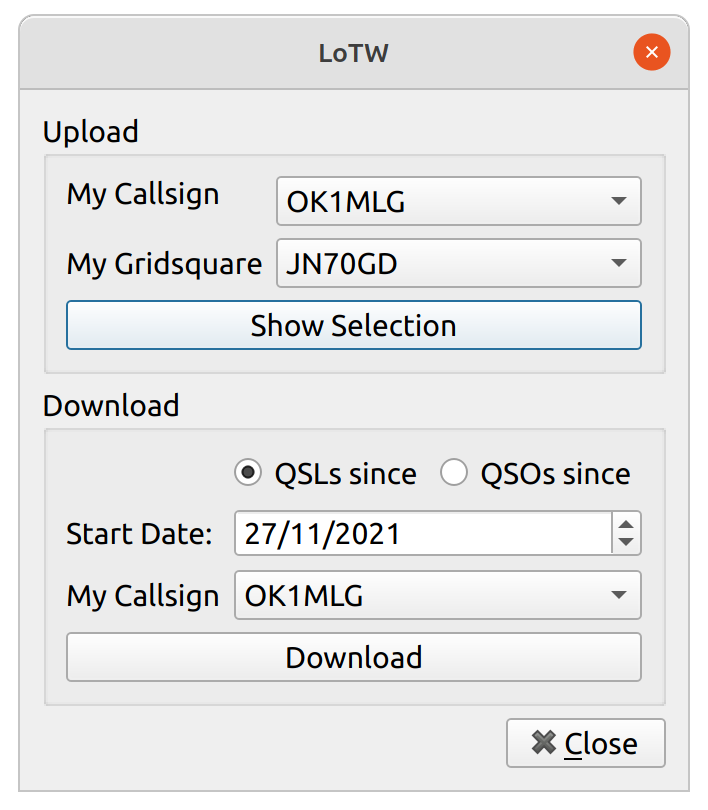 LoTW
Upload
My Callsign OK1MLG
My Gridsquare JN70GD
Show Selection
Download
QSLs since QSOs since
Start Date: 27/11/2021
My Callsign OK1MLG
Download
Close